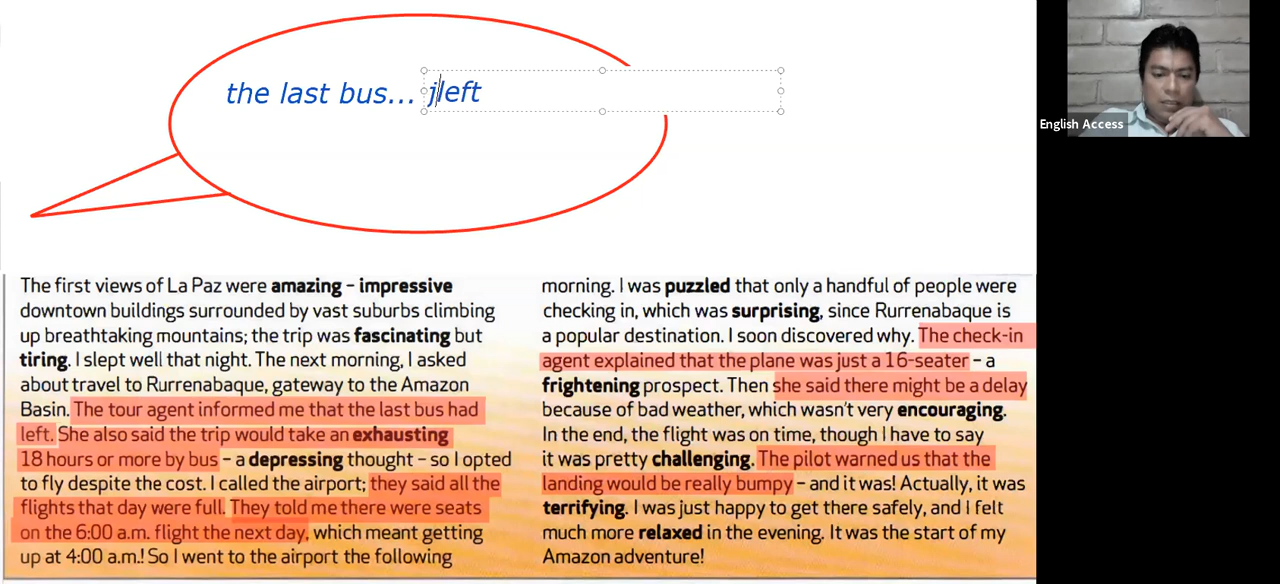 the last bus... jleft
English Access
The first views of La Paz were amazing – impressive
downtown buildings surrounded by vast suburbs climbing
up breathtaking mountains; the trip was fascinating but
tiring. I slept well that night. The next morning, I asked
about travel to Rurrenabaque, gateway to the Amazon
Basin. The tour agent informed me that the last bus had
left. She also said the trip would take an exhausting
18 hours or more by bus – a depressing thought – so I opted
to fly despite the cost. I called the airport; they said all the
flights that day were full. They told me there were seats
on the 6:00 a.m. flight the next day, which meant getting
up at 4:00 a.m.! So I went to the airport the following
morning. I was puzzled that only a handful of people were
checking in, which was surprising, since Rurrenabaque is
a popular destination. I soon discovered why. The check-in
agent explained that the plane was just a 16-seater – a
frightening prospect. Then she said there might be a delay
because of bad weather, which wasn't very encouraging.
In the end, the flight was on time, though I have to say
it was pretty challenging. The pilot warned us that the
landing would be really bumpy – and it was! Actually, it was
terrifying. I was just happy to get there safely, and I felt
much more relaxed in the evening. It was the start of my
Amazon adventure!